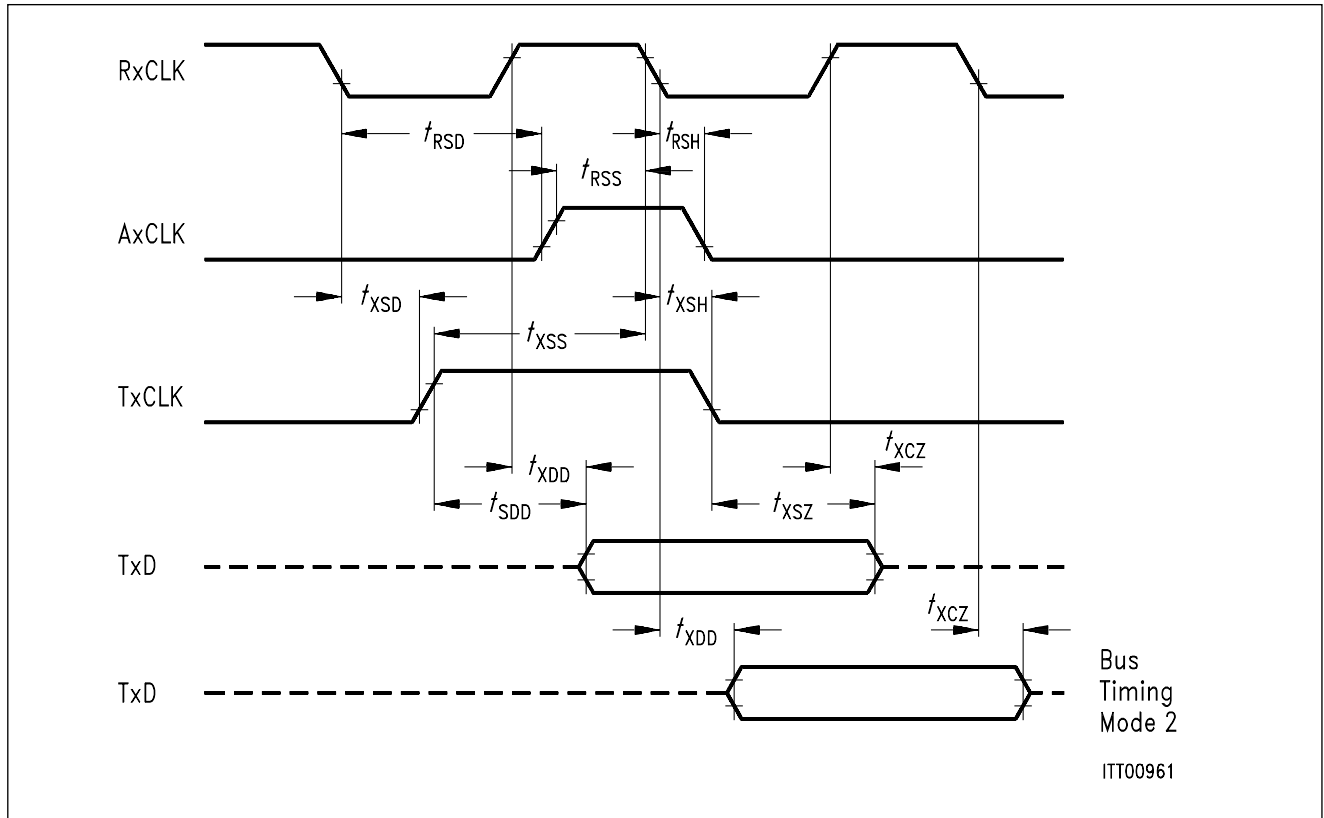 RxCLK
tRSD
tRSH
tRSS
AxCLK
tXSD
tXSH
tXSS
TxCLK
tXCZ
tXDD
tSDD
tXSZ
TxD
tXCZ
tXDD
TxD
Bus
Timing
Mode 2
ITT00961